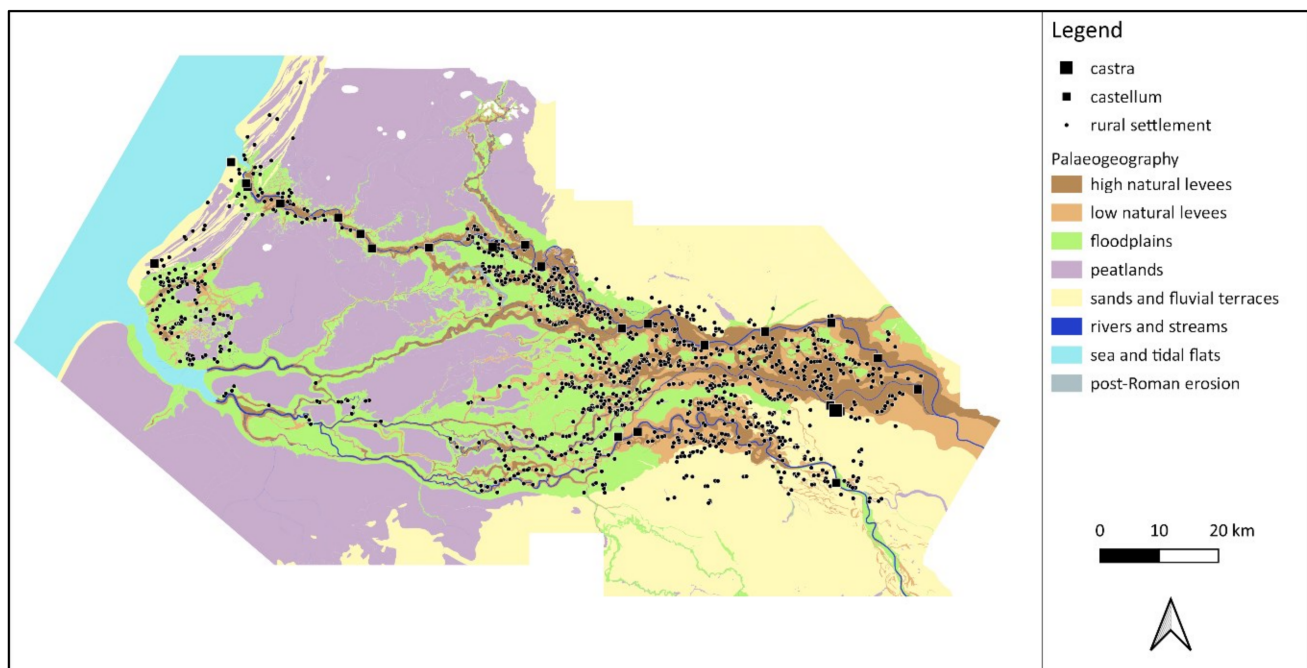 Legend
castra
castellum
rural settlement
Palaeogeography
high natural levees
low natural levees
floodplains
peatlands
sands and fluvial terraces
rivers and streams
sea and tidal flats
post-Roman erosion
0 10 20 km